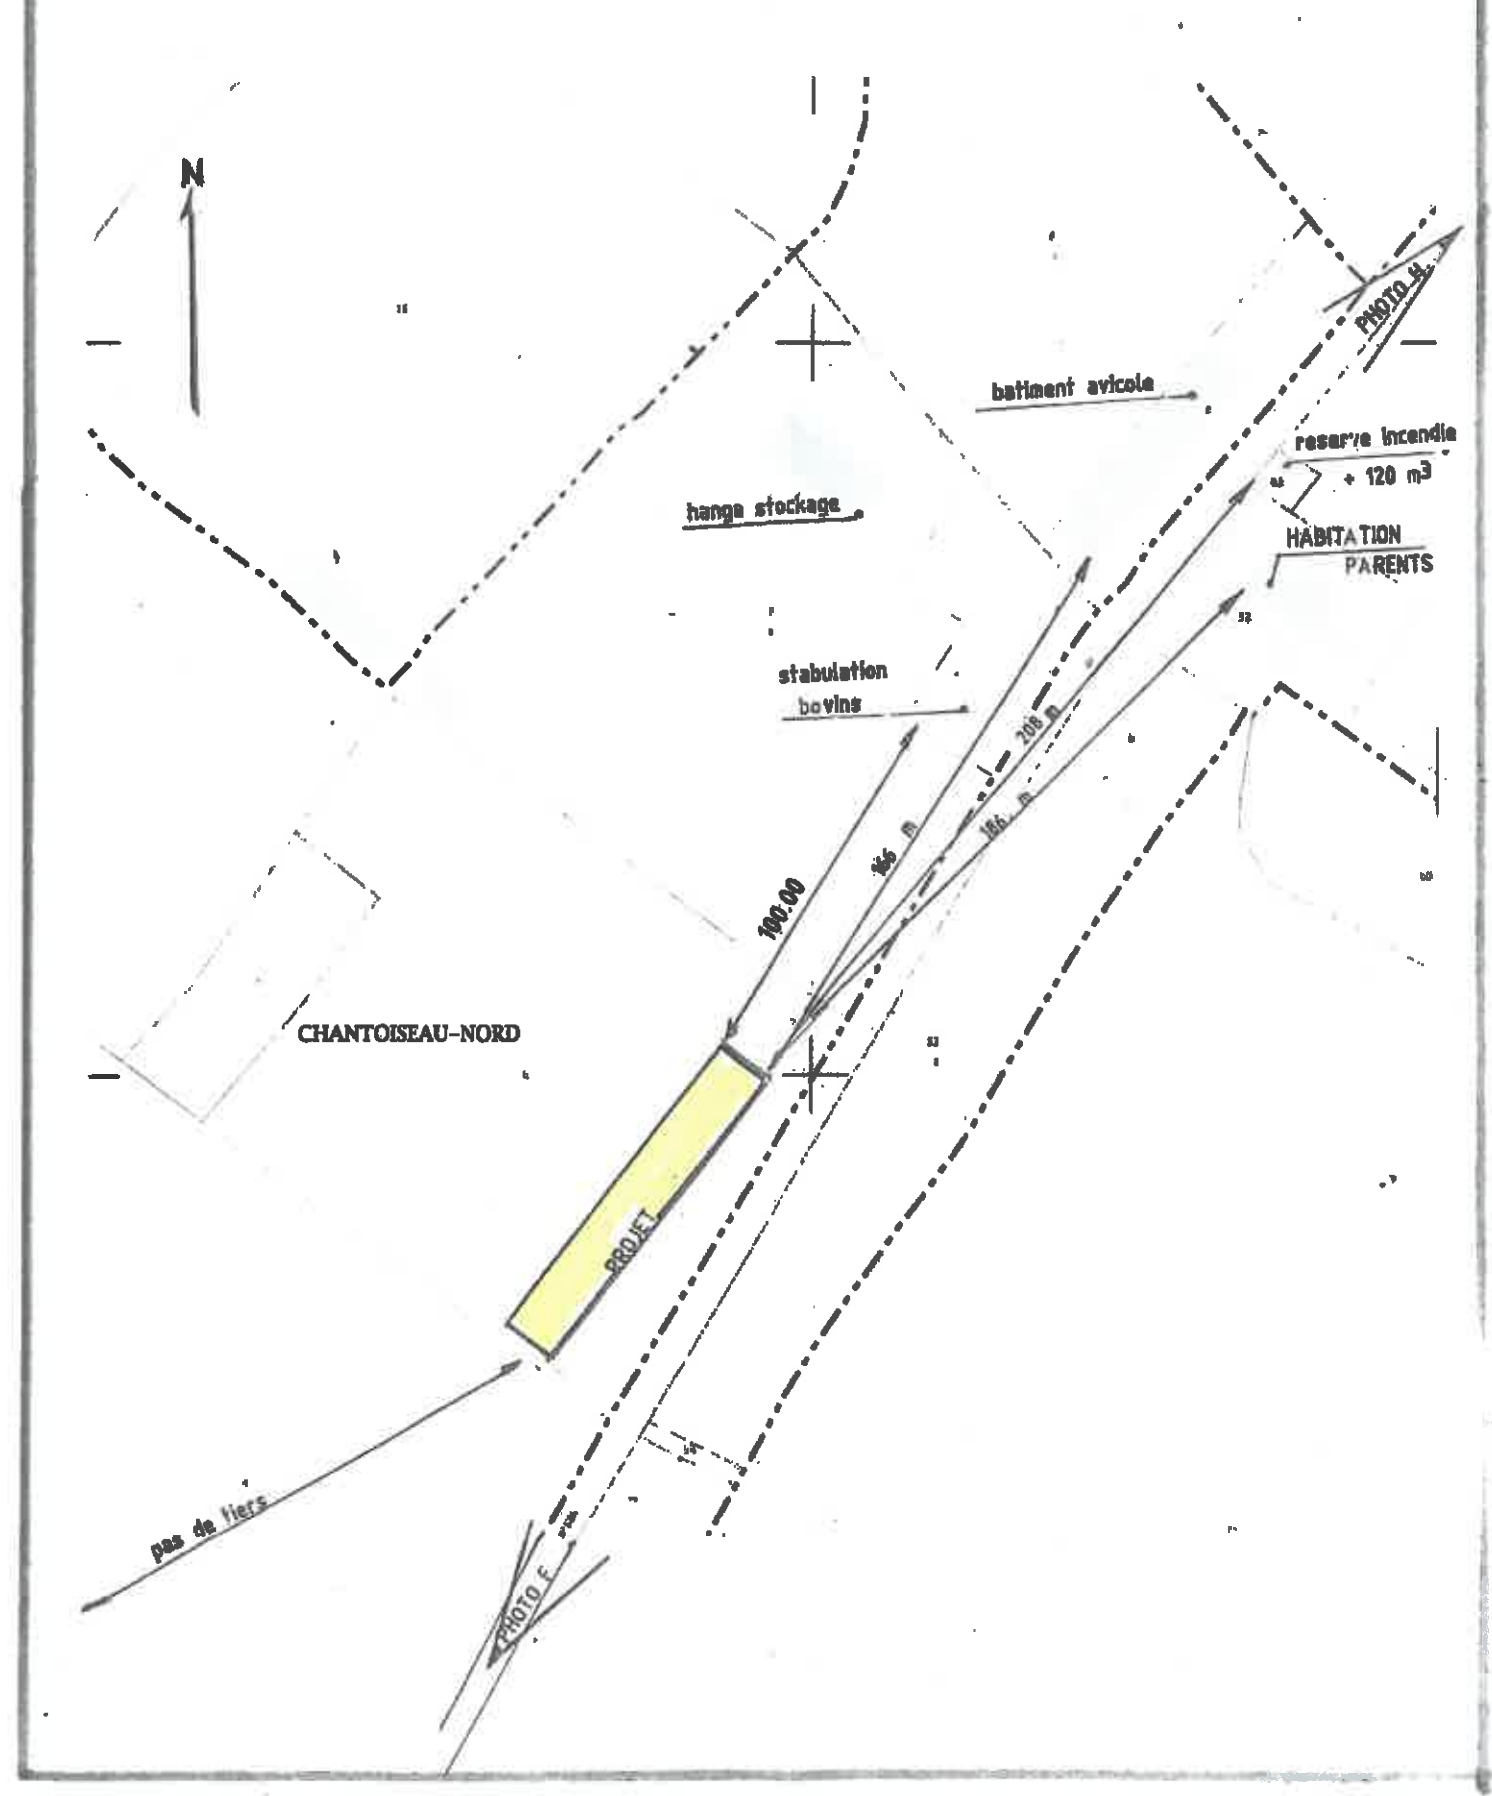 N
PHOTO H.
batiment avicole
reserve incendie
+ 120 m3
hanga stockage
HABITATION
PARENTS
stabulation
bovins
208 m
186 m
166 m
100.00
CHANTOISEAU-NORD
PROJET
pas de tiers